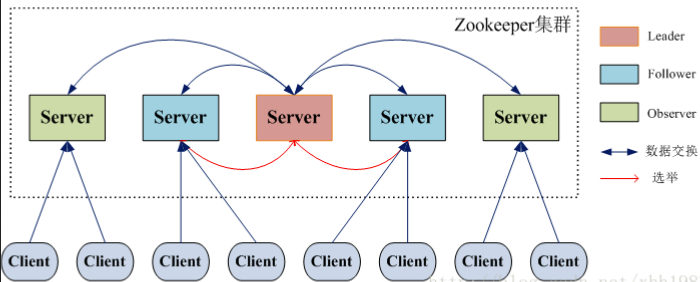 Zookeeper集群
Leader
Follower
Observer
数据交换
选举
Server
Server
Server
Server
Server
Client
Client
Client
Client
Client
Client
Client
Client